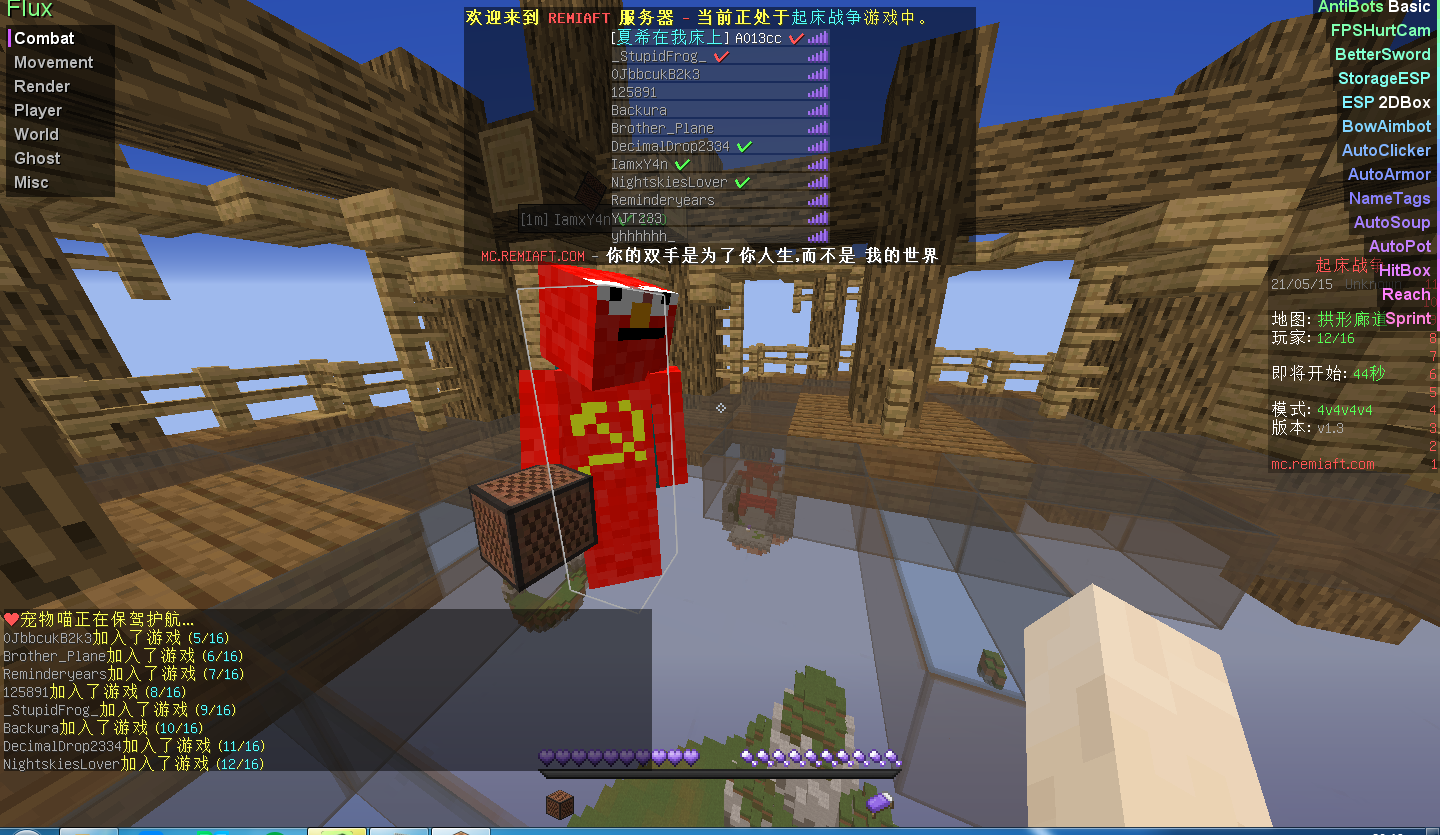 Flux
Combat
Movement
Render
Player
World
Ghost
Misc
欢迎来到 REMIAFT 服务器 - 当前正处于起床战争游戏中。
[夏希在我床上] A013cc
_StupidFrog_
0JbbcukB2k3
125891
Backura
Brother_Plane
DecimalDrop2334
IamxY4n
NightskiesLover
Reminderyears
YJT233
yhhhhhh_
[1m] IamxY4n
MC.REMIAFT.COM - 你的双手是为了你人生,而不是 我的世界
AntiBots Basic
FPSHurtCam
BetterSword
StorageESP
ESP 2DBox
BowAimbot
AutoClicker
AutoArmor
NameTags
AutoSoup
AutoPot
HitBox
Reach
Sprint
起床战争
21/05/15
地图: 拱形廊道
玩家: 12/16
8
7
即将开始: 44秒
6
5
模式: 4v4v4v4
4
版本: v1.3
3
2
mc.remiaft.com
1
宠物喵正在保驾护航...
0JbbcukB2k3加入了游戏 (5/16)
Brother_Plane加入了游戏 (6/16)
Reminderyears加入了游戏 (7/16)
125891加入了游戏 (8/16)
_StupidFrog_加入了游戏 (9/16)
Backura加入了游戏 (10/16)
DecimalDrop2334加入了游戏 (11/16)
NightskiesLover加入了游戏 (12/16)